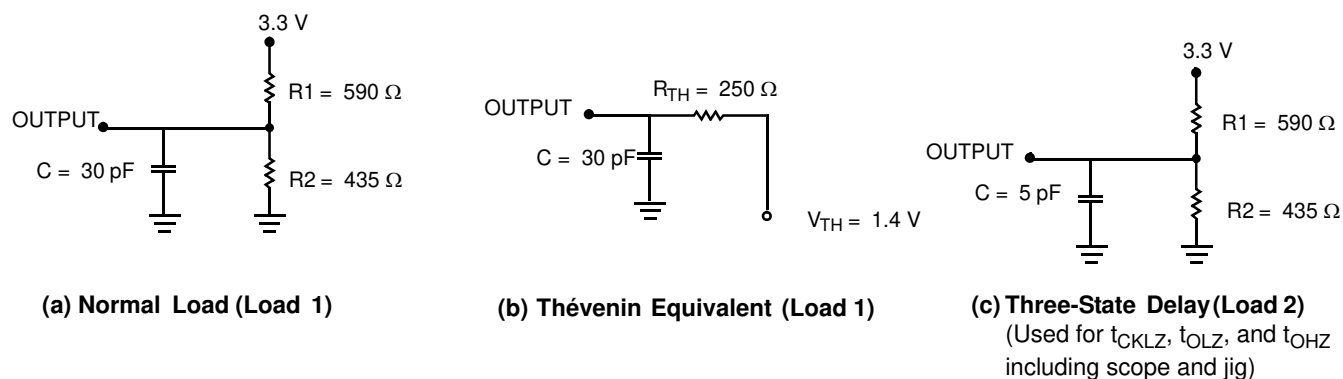 3.3 V
R1 = 590 Ω
OUTPUT
C = 30 pF
R2 = 435 Ω
(a) Normal Load (Load 1)
R_TH = 250 Ω
OUTPUT
C = 30 pF
V_TH = 1.4 V
(b) Thévenin Equivalent (Load 1)
3.3 V
R1 = 590 Ω
OUTPUT
C = 5 pF
R2 = 435 Ω
(c) Three-State Delay (Load 2)
(Used for t_CKLZ, t_OLZ, and t_OHZ
including scope and jig)